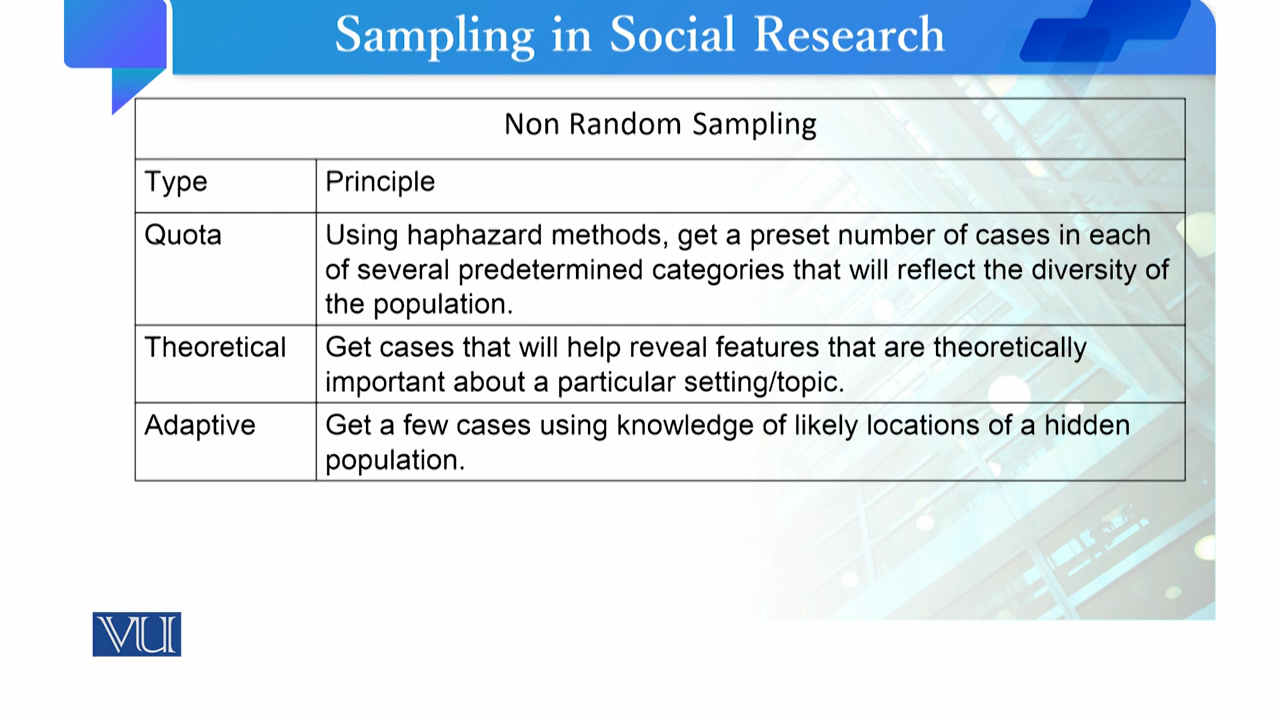 Sampling in Social Research
Non Random Sampling
Type
Principle
Quota
Using haphazard methods, get a preset number of cases in each
of several predetermined categories that will reflect the diversity of
the population.
Theoretical
Get cases that will help reveal features that are theoretically
important about a particular setting/topic.
Adaptive
Get a few cases using knowledge of likely locations of a hidden
population.
VU